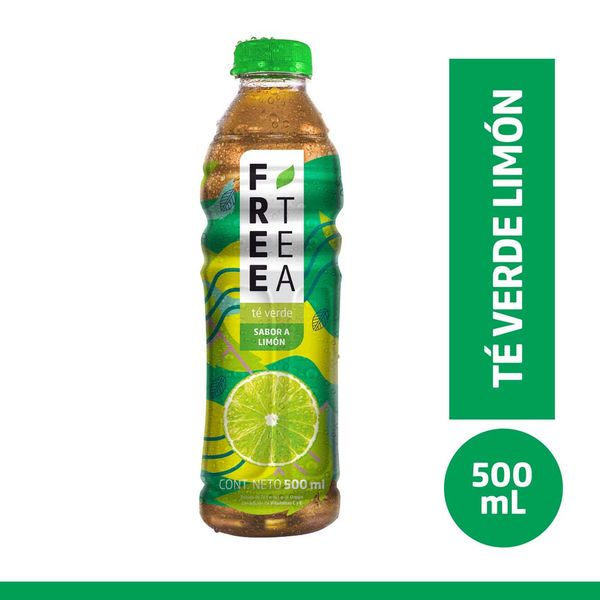 FREE
TEA
té verde
SABOR A
LIMÓN
CONT. NETO 500 ml
TÉ VERDE LIMÓN
500
mL